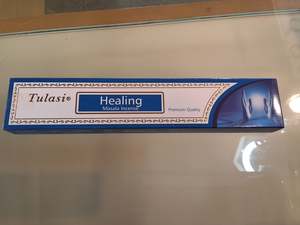 Tulasi®
Healing
Masala Incense
Premium Quality